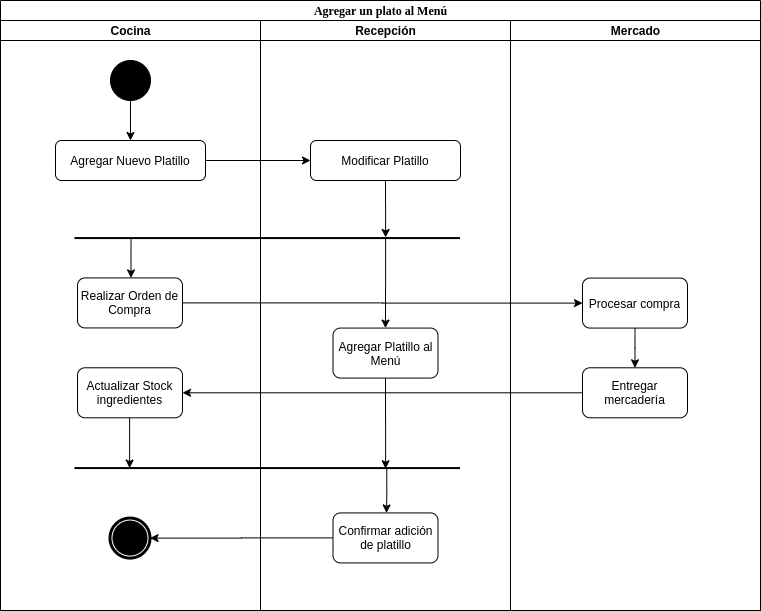 Agregar un plato al Menú
Cocina
Recepción
Mercado
Agregar Nuevo Platillo
Modificar Platillo
Realizar Orden de
Compra
Procesar compra
Agregar Platillo al
Menú
Actualizar Stock
ingredientes
Entregar
mercadería
Confirmar adición
de platillo